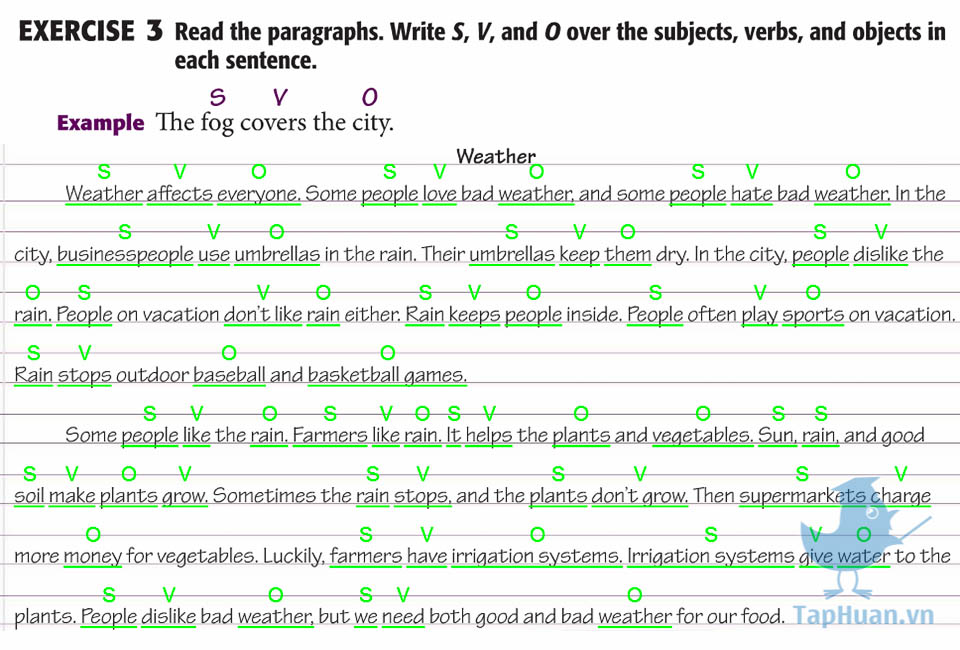 EXERCISE 3 Read the paragraphs. Write S, V, and O over the subjects, verbs, and objects in
each sentence.
S V O
Example The fog covers the city.
Weather
S V O S V O S V O
Weather affects everyone. Some people love bad weather, and some people hate bad weather. In the
S V O S V O S V
city, businesspeople use umbrellas in the rain. Their umbrellas keep them dry. In the city, people dislike the
O S V O S V O S V O
rain. People on vacation don't like rain either. Rain keeps people inside. People often play sports on vacation.
S V O O
Rain stops outdoor baseball and basketball games.
S V O S V O S V O O S S
Some people like the rain. Farmers like rain. It helps the plants and vegetables. Sun, rain, and good
S V O V S V S V S V
soil make plants grow. Sometimes the rain stops, and the plants don't grow. Then supermarkets charge
O S V O S V O
more money for vegetables. Luckily, farmers have irrigation systems. Irrigation systems give water to the
S V O S V O
plants. People dislike bad weather, but we need both good and bad weather for our food.
TapHuan.vn